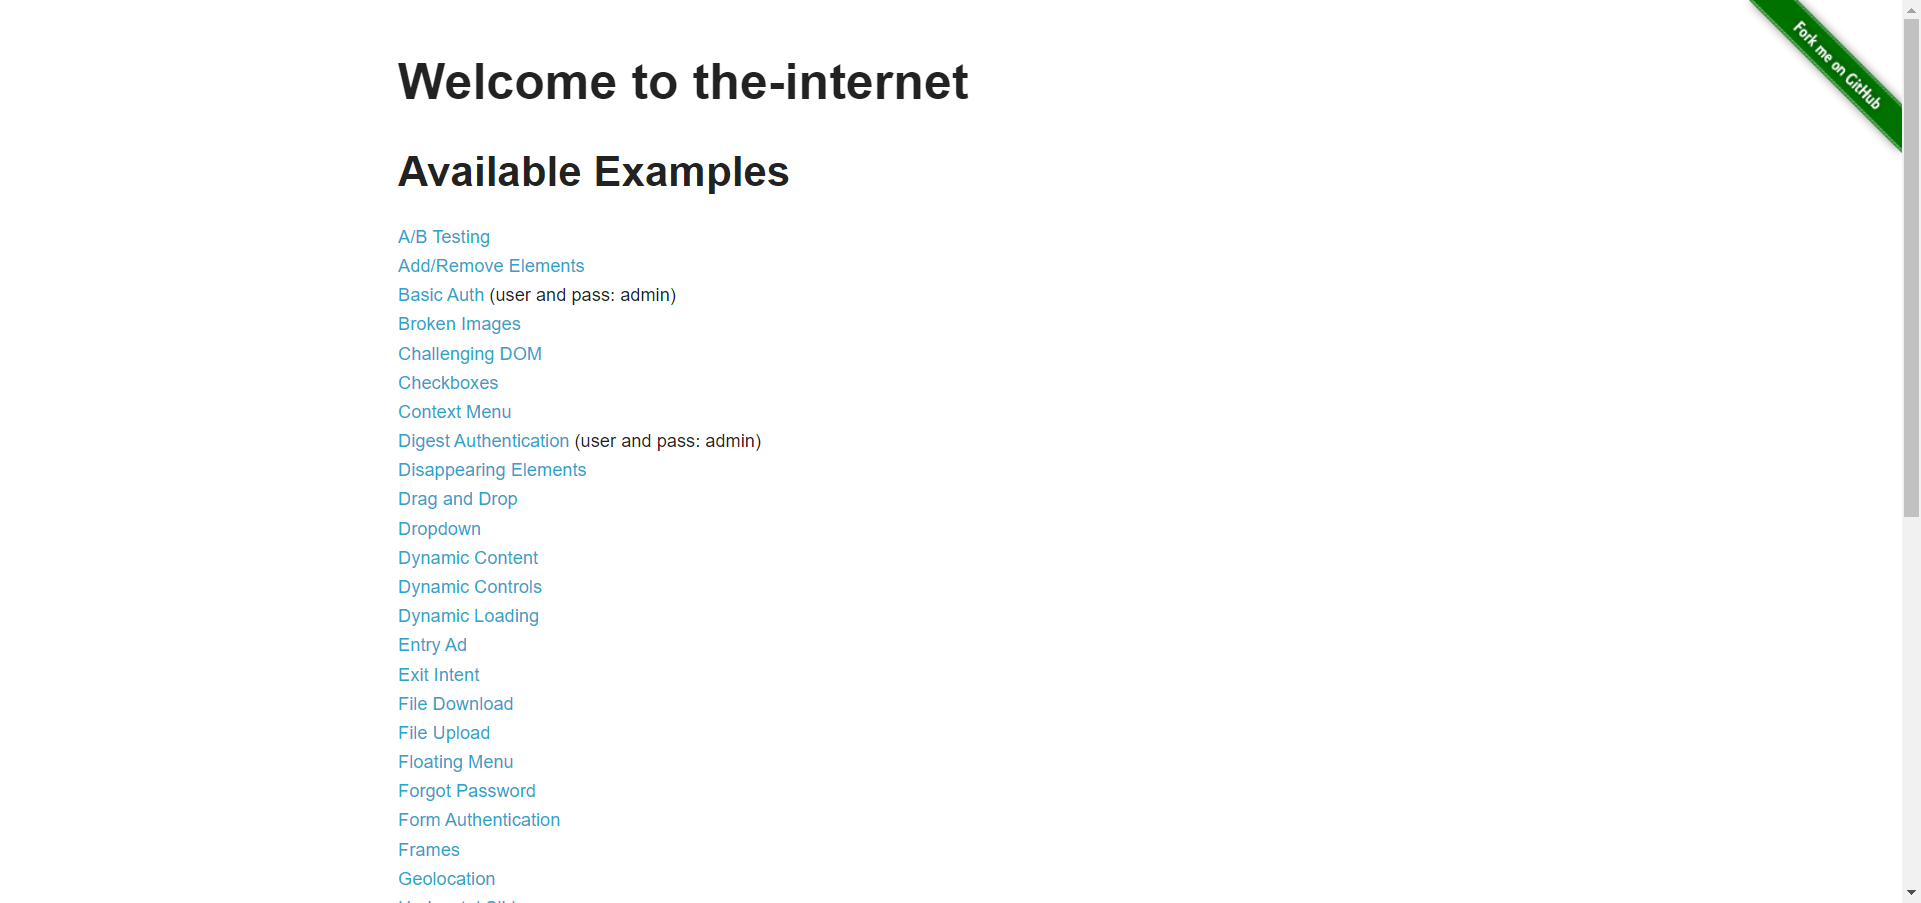 Fork me on GitHub
Welcome to the-internet
Available Examples
A/B Testing
Add/Remove Elements
Basic Auth (user and pass: admin)
Broken Images
Challenging DOM
Checkboxes
Context Menu
Digest Authentication (user and pass: admin)
Disappearing Elements
Drag and Drop
Dropdown
Dynamic Content
Dynamic Controls
Dynamic Loading
Entry Ad
Exit Intent
File Download
File Upload
Floating Menu
Forgot Password
Form Authentication
Frames
Geolocation